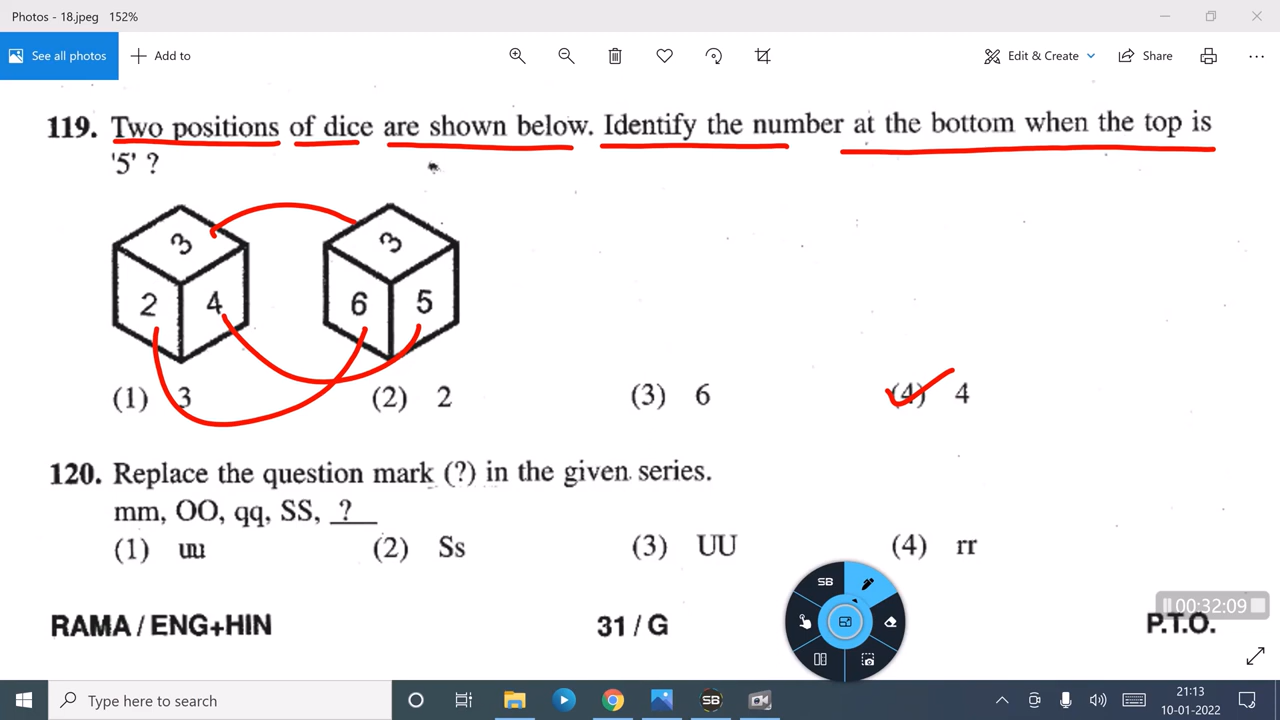 Photos - 18.jpeg 152%
See all photos
Add to
Edit & Create
Share
119. Two positions of dice are shown below. Identify the number at the bottom when the top is
'5' ?
3 3
2 4 6 5
(1) 3 (2) 2 (3) 6 (4) 4
120. Replace the question mark (?) in the given series.
mm, OO, qq, SS, ?
(1) uu (2) Ss (3) UU (4) rr
SB
00:32:09
RAMA / ENG+HIN 31 / G P.T.O.
Type here to search
SB
21:13
10-01-2022